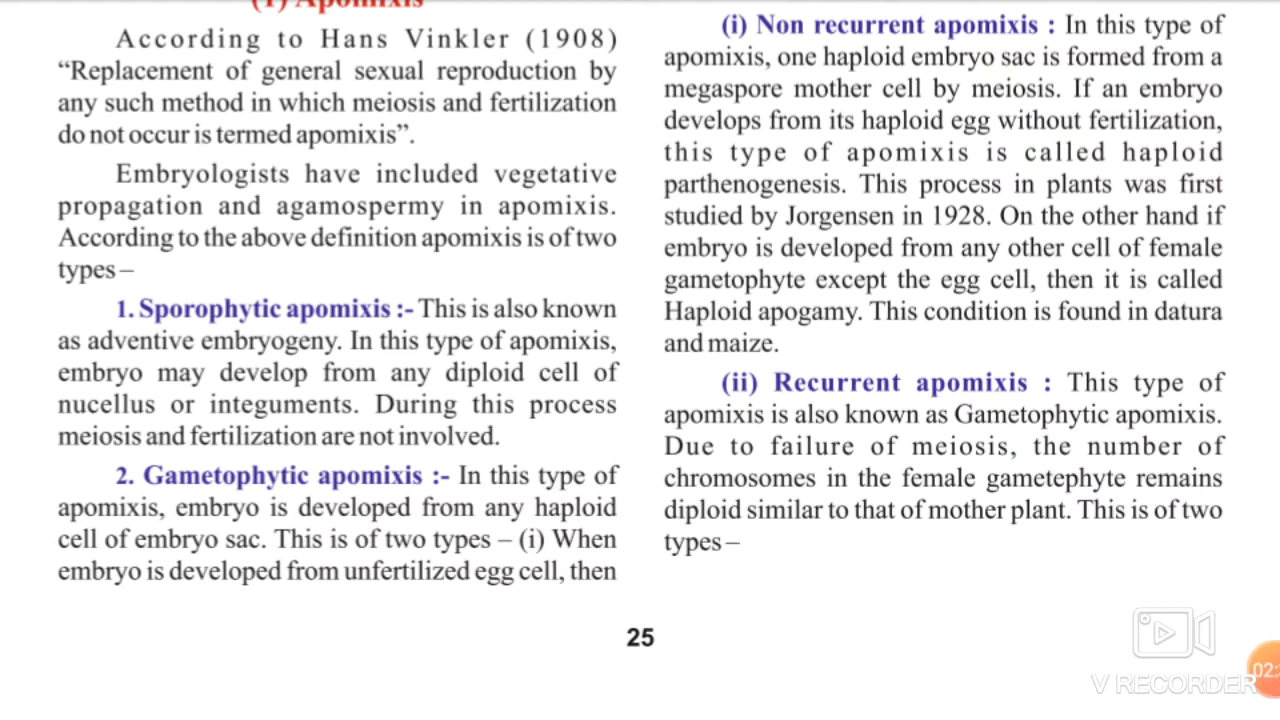 (1) Apomixis
According to Hans Vinkler (1908)
“Replacement of general sexual reproduction by
any such method in which meiosis and fertilization
do not occur is termed apomixis”.
Embryologists have included vegetative
propagation and agamospermy in apomixis.
According to the above definition apomixis is of two
types –
1. Sporophytic apomixis :- This is also known
as adventive embryogeny. In this type of apomixis,
embryo may develop from any diploid cell of
nucellus or integuments. During this process
meiosis and fertilization are not involved.
2. Gametophytic apomixis :- In this type of
apomixis, embryo is developed from any haploid
cell of embryo sac. This is of two types – (i) When
embryo is developed from unfertilized egg cell, then
(i) Non recurrent apomixis : In this type of
apomixis, one haploid embryo sac is formed from a
megaspore mother cell by meiosis. If an embryo
develops from its haploid egg without fertilization,
this type of apomixis is called haploid
parthenogenesis. This process in plants was first
studied by Jorgensen in 1928. On the other hand if
embryo is developed from any other cell of female
gametophyte except the egg cell, then it is called
Haploid apogamy. This condition is found in datura
and maize.
(ii) Recurrent apomixis : This type of
apomixis is also known as Gametophytic apomixis.
Due to failure of meiosis, the number of
chromosomes in the female gametephyte remains
diploid similar to that of mother plant. This is of two
types –
25
V RECORDER
02: